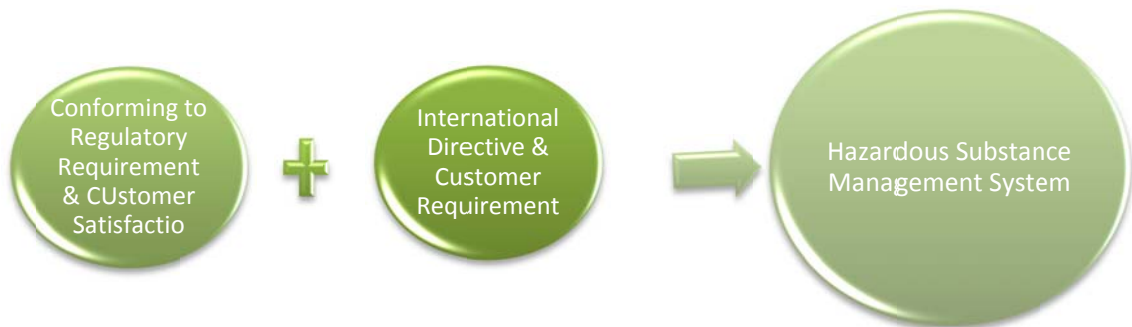 Conforming to
Regulatory
Requirement
& CUstomer
Satisfactio
International
Directive &
Customer
Requirement
Hazardous Substance
Management System